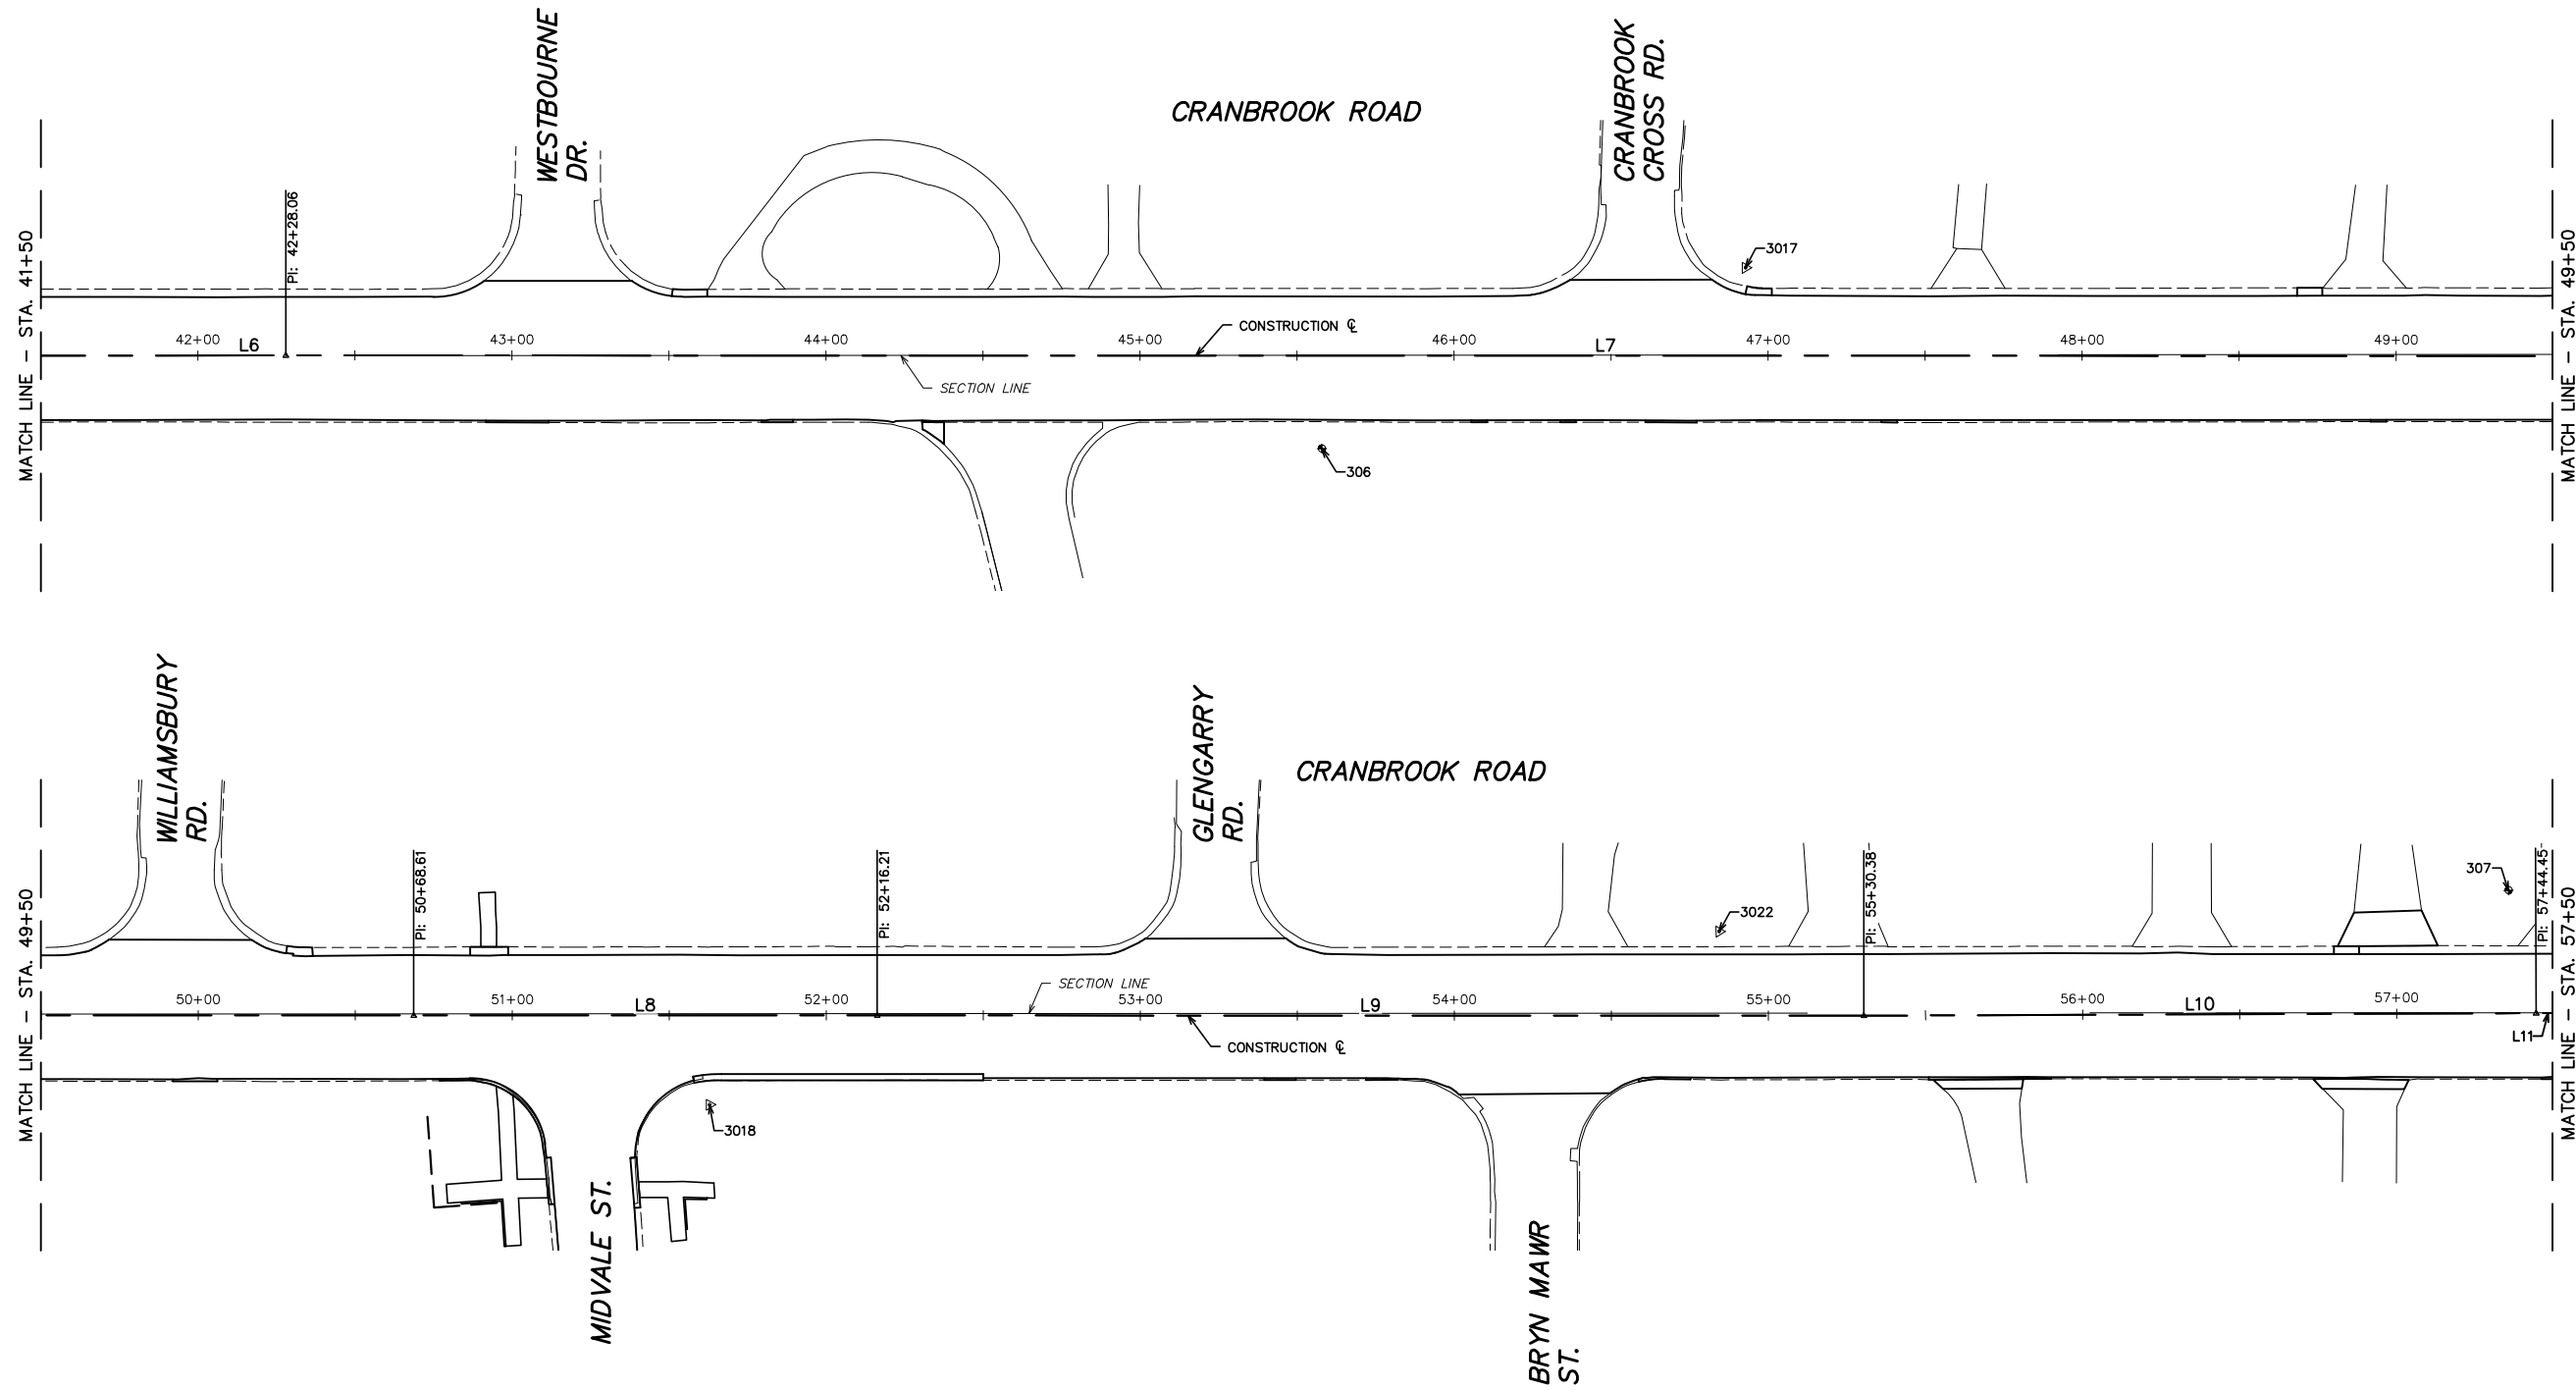 WESTBOURNE
DR.
CRANBROOK ROAD
CRANBROOK
CROSS RD.
MATCH LINE - STA. 41+50
PI: 42+28.06
3017
MATCH LINE - STA. 49+50
CONSTRUCTION ℄
42+00
L6
43+00
44+00
45+00
46+00
L7
47+00
48+00
49+00
SECTION LINE
306
WILLIAMSBURY
RD.
GLENGARRY
RD.
CRANBROOK ROAD
MATCH LINE - STA. 49+50
PI: 50+68.61
PI: 52+16.21
3022
PI: 55+30.38
307
PI: 57+44.45
MATCH LINE - STA. 57+50
SECTION LINE
50+00
51+00
L8
52+00
53+00
L9
54+00
55+00
56+00
L10
57+00
L11
CONSTRUCTION ℄
3018
MIDVALE ST.
BRYN MAWR
ST.